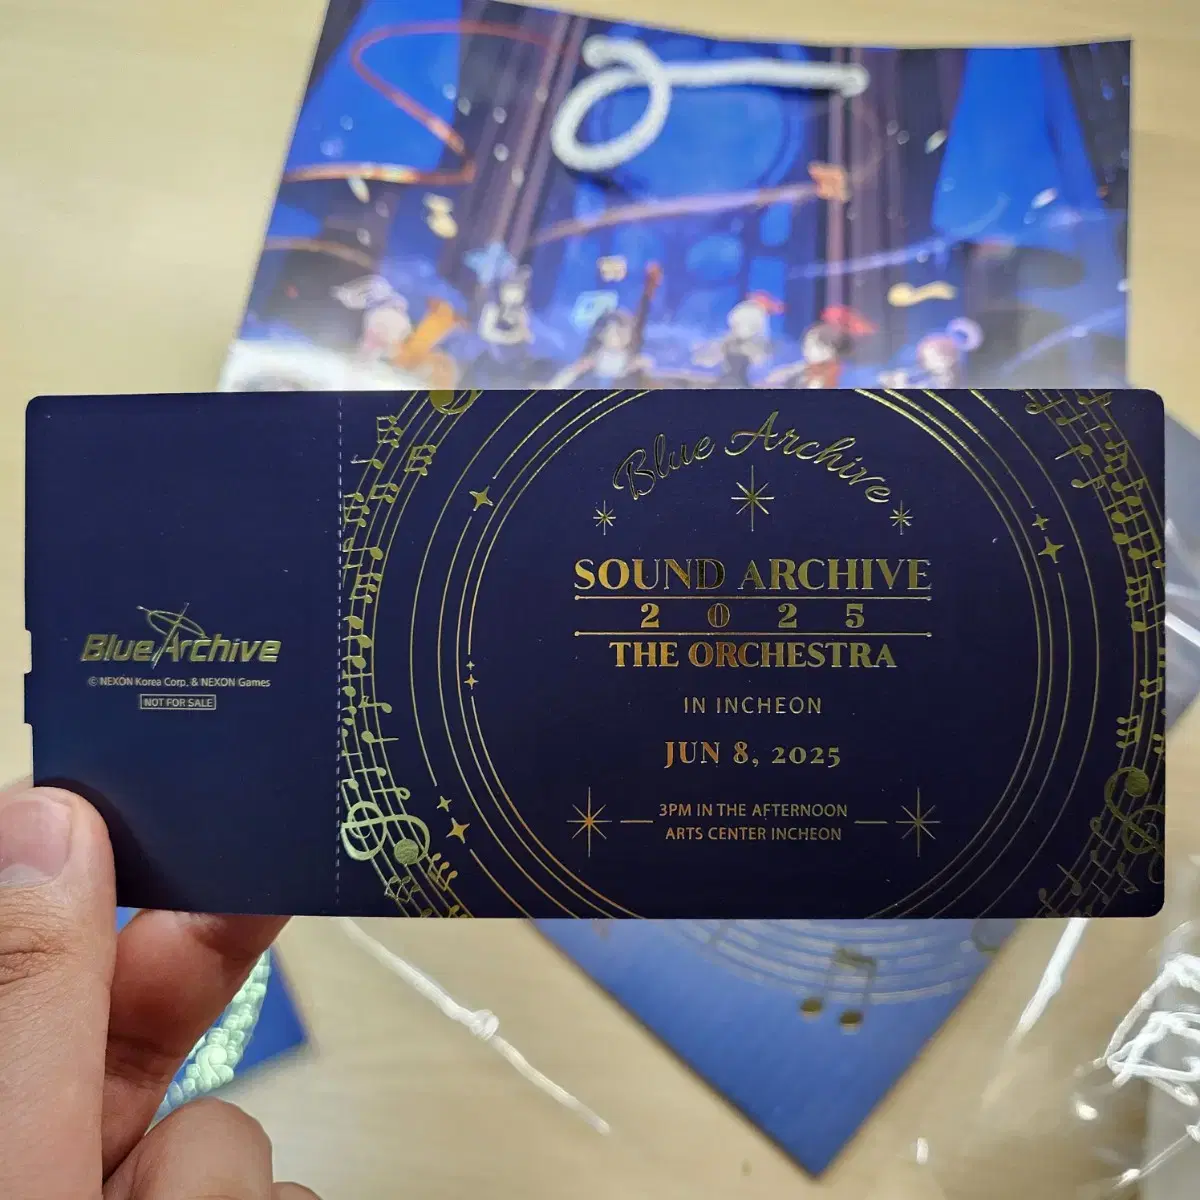 Blue Archive
© NEXON Korea Corp. & NEXON Games
NOT FOR SALE
Blue Archive
SOUND ARCHIVE
2025
THE ORCHESTRA
IN INCHEON
JUN 8, 2025
3PM IN THE AFTERNOON
ARTS CENTER INCHEON